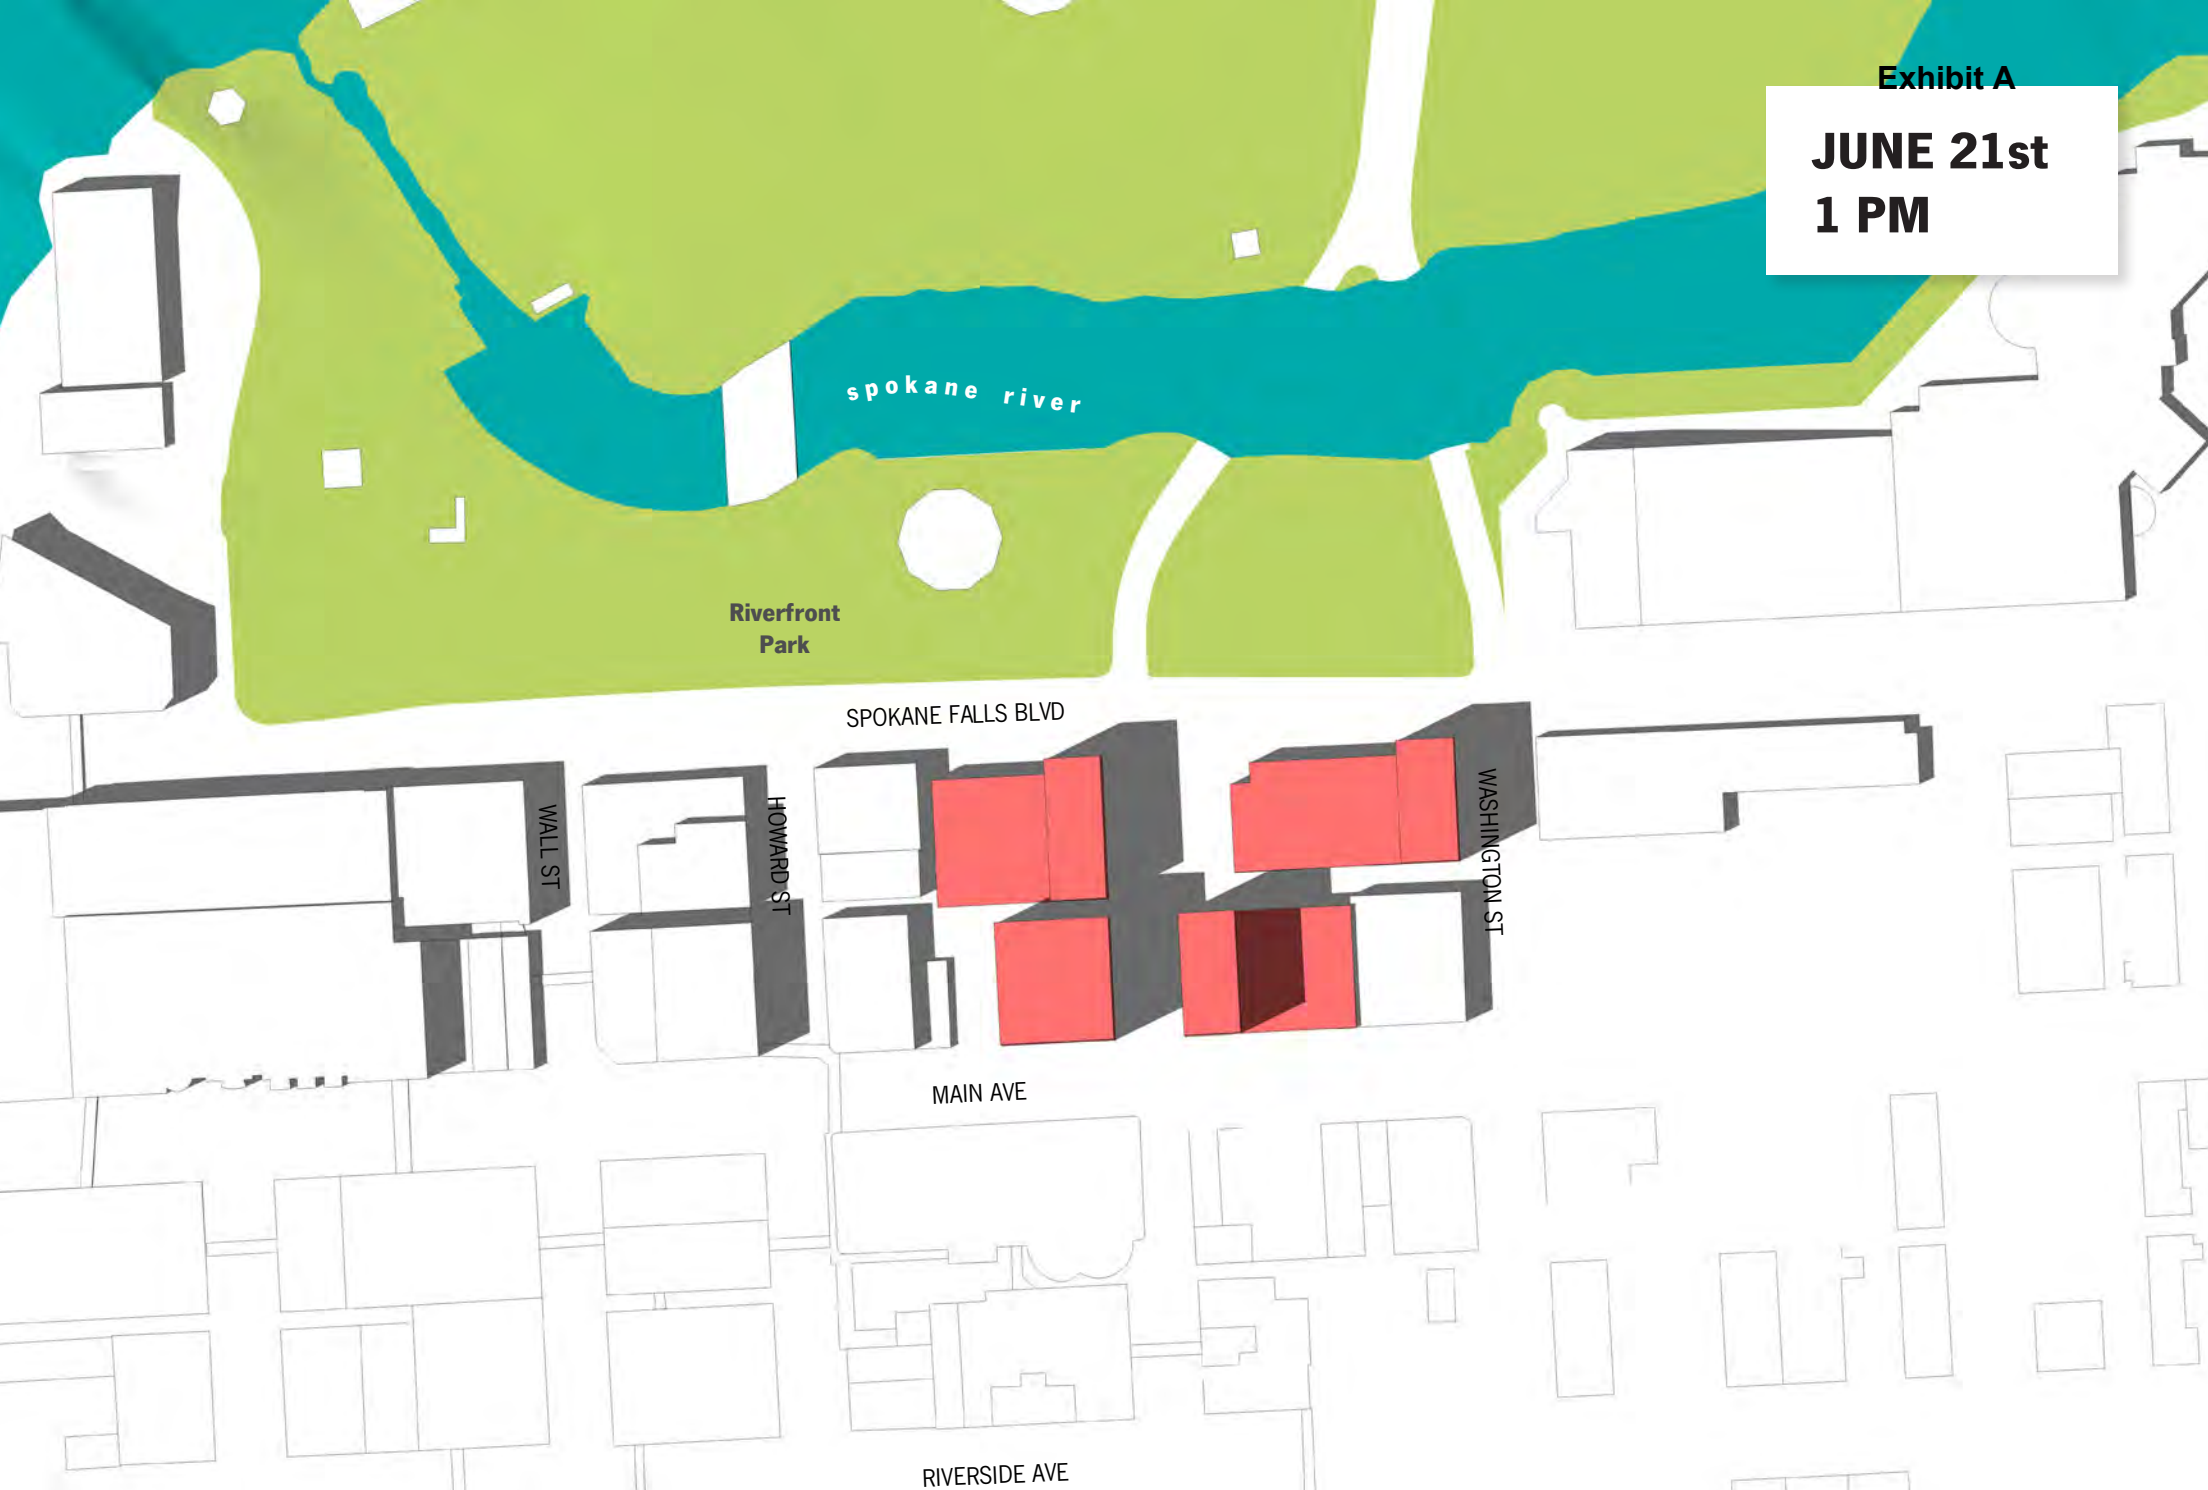 Exhibit A
JUNE 21st
1 PM
spokane river
Riverfront
Park
SPOKANE FALLS BLVD
WALL ST
HOWARD ST
WASHINGTON ST
MAIN AVE
RIVERSIDE AVE